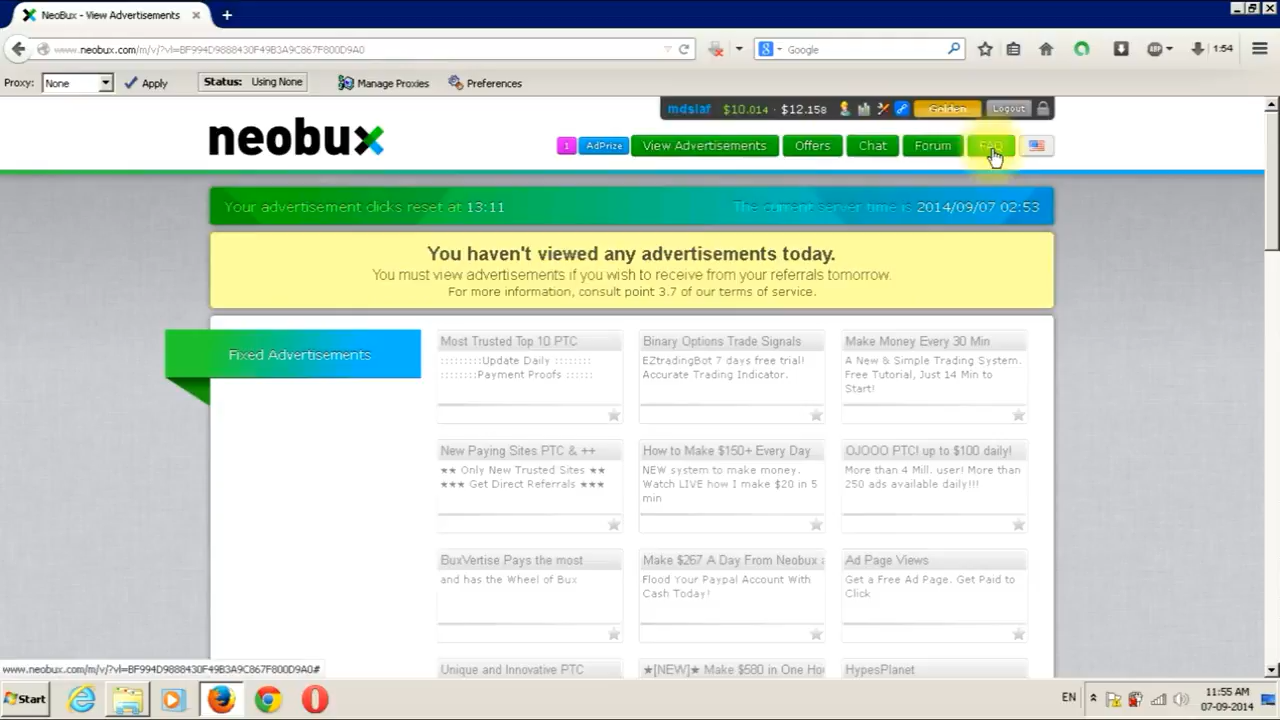 NeoBux - View Advertisements
www.neobux.com/m/v/?vl=BF994D9888430F49B3A9C867F800D9A0
Google
1:54
Proxy: None Apply Status: Using None Manage Proxies Preferences
mdslaf $10.014 · $12.158 Golden Logout
neobux
1 AdPrize View Advertisements Offers Chat Forum FAQ
Your advertisement clicks reset at 13:11 The current server time is 2014/09/07 02:53
You haven't viewed any advertisements today.
You must view advertisements if you wish to receive from your referrals tomorrow.
For more information, consult point 3.7 of our terms of service.
Fixed Advertisements
Most Trusted Top 10 PTC
::::::::Update Daily ::::::::
::::::::Payment Proofs ::::::
Binary Options Trade Signals
EZtradingBot 7 days free trial!
Accurate Trading Indicator.
Make Money Every 30 Min
A New & Simple Trading System.
Free Tutorial, Just 14 Min to
Start!
New Paying Sites PTC & ++
★★ Only New Trusted Sites ★★
★★★ Get Direct Referrals ★★★
How to Make $150+ Every Day
NEW system to make money.
Watch LIVE how I make $20 in 5
min
OJOOO PTC! up to $100 daily!
More than 4 Mill. user! More than
250 ads available daily!!!
BuxVertise Pays the most
and has the Wheel of Bux
Make $267 A Day From Neobux
Flood Your Paypal Account With
Cash Today!
Ad Page Views
Get a Free Ad Page. Get Paid to
Click
Unique and Innovative PTC
★[NEW]★ Make $580 in One Ho
HypesPlanet
www.neobux.com/m/v/?vl=BF994D9888430F49B3A9C867F800D9A0#
Start
EN
11:55 AM
07-09-2014